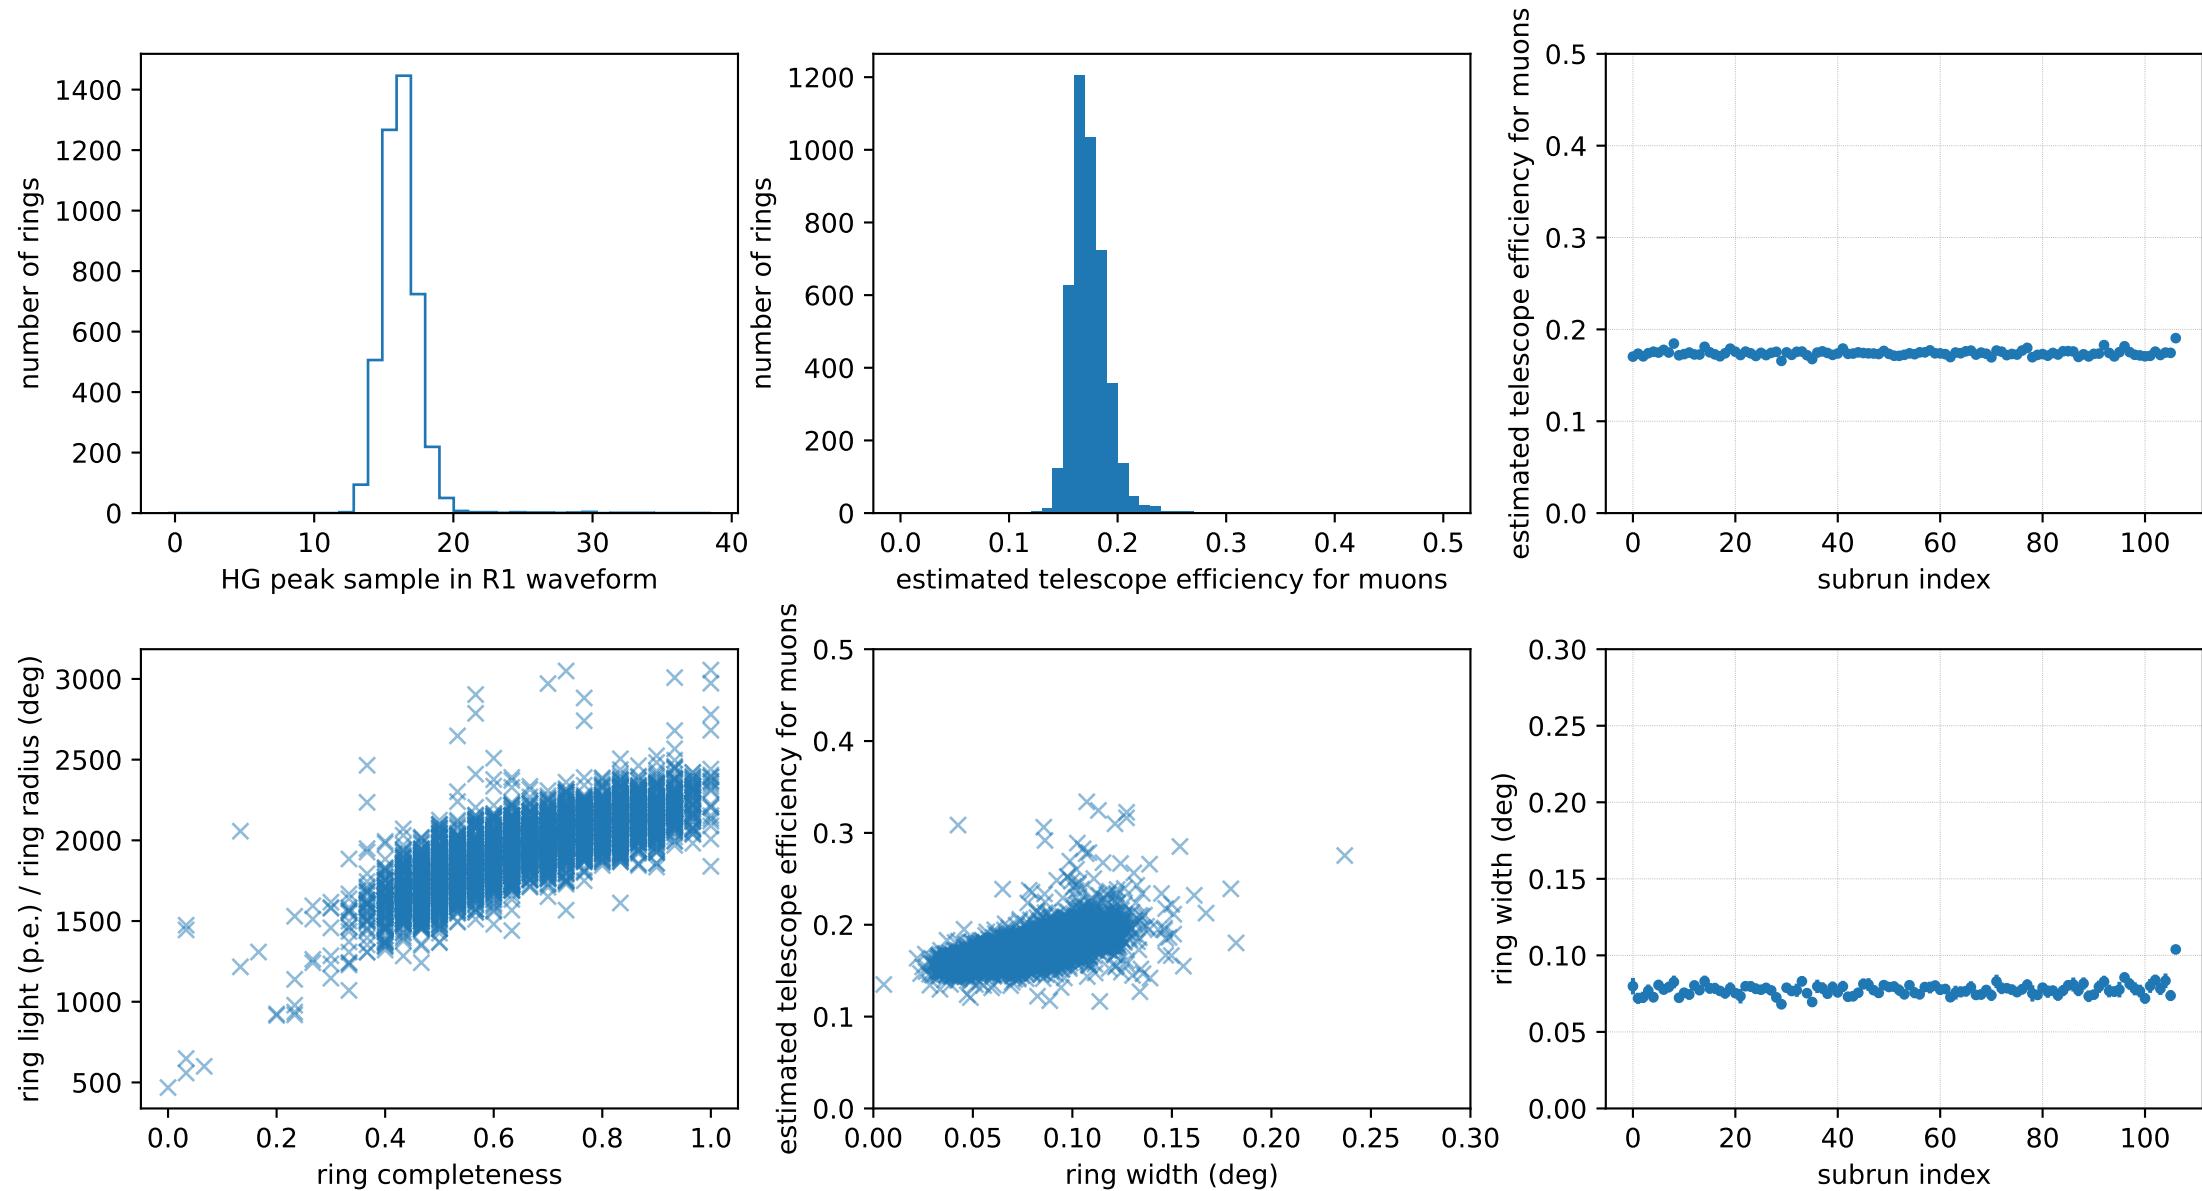 number of rings
1400
1200
1000
800
600
400
200
0
0 10 20 30 40
HG peak sample in R1 waveform
number of rings
1200
1000
800
600
400
200
0
0.0 0.1 0.2 0.3 0.4 0.5
estimated telescope efficiency for muons
estimated telescope efficiency for muons
0.5
0.4
0.3
0.2
0.1
0.0
0 20 40 60 80 100
subrun index
ring light (p.e.) / ring radius (deg)
3000
2500
2000
1500
1000
500
0.0 0.2 0.4 0.6 0.8 1.0
ring completeness
estimated telescope efficiency for muons
0.5
0.4
0.3
0.2
0.1
0.0
0.00 0.05 0.10 0.15 0.20 0.25 0.30
ring width (deg)
ring width (deg)
0.30
0.25
0.20
0.15
0.10
0.05
0.00
0 20 40 60 80 100
subrun index